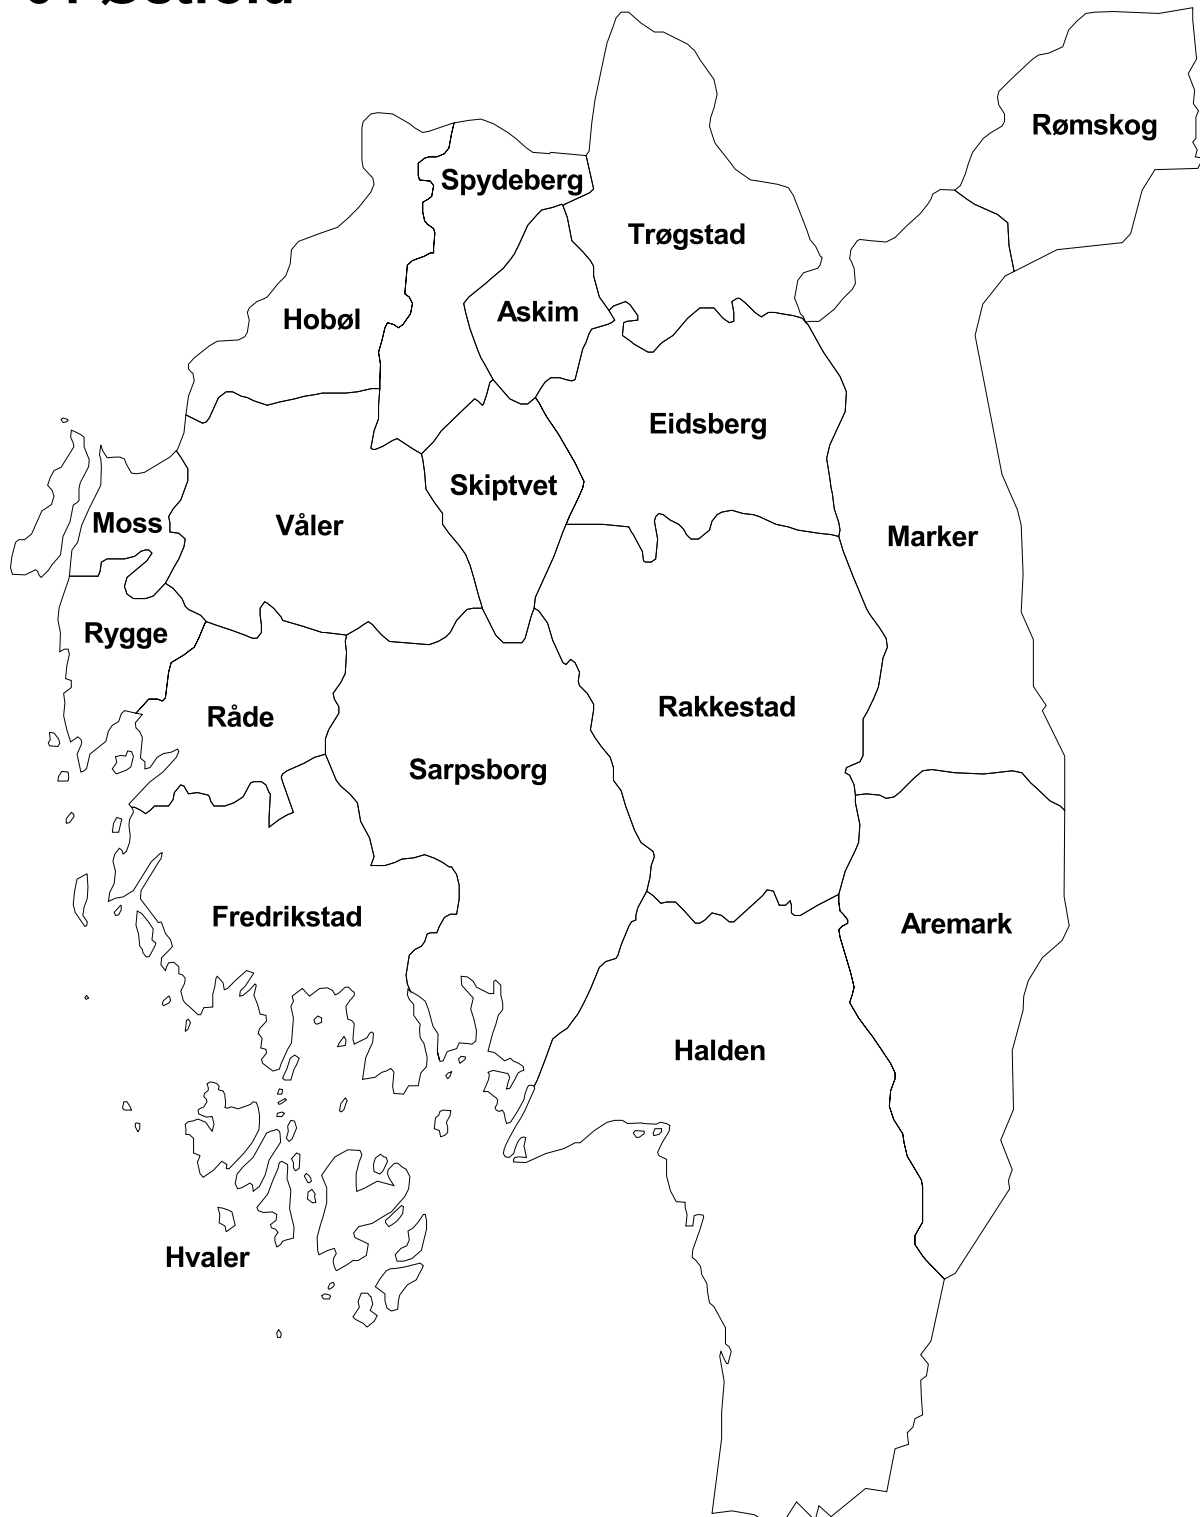 Rømskog
Spydeberg
Trøgstad
Askim
Hobøl
Eidsberg
Skiptvet
Moss
Våler
Marker
Rygge
Rakkestad
Råde
Sarpsborg
Fredrikstad
Aremark
Halden
Hvaler